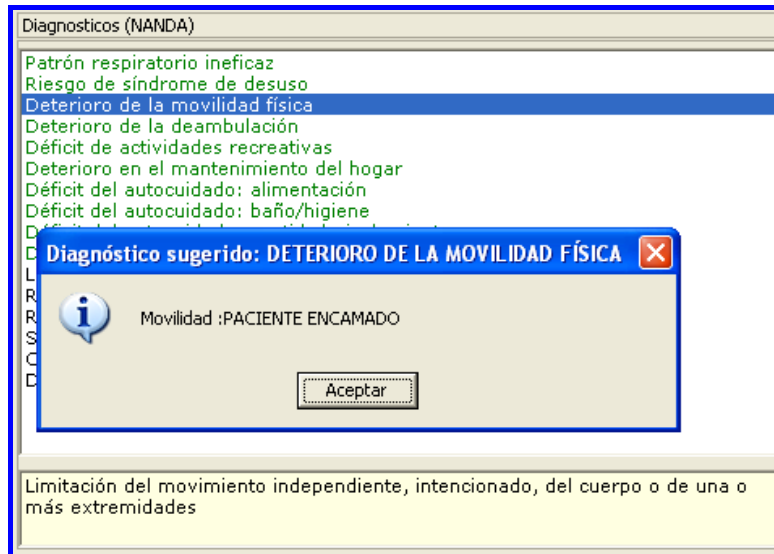 Diagnosticos (NANDA)
Patrón respiratorio ineficaz
Riesgo de síndrome de desuso
Deterioro de la movilidad física
Deterioro de la deambulación
Déficit de actividades recreativas
Deterioro en el mantenimiento del hogar
Déficit del autocuidado: alimentación
Déficit del autocuidado: baño/higiene
Diagnóstico sugerido: DETERIORO DE LA MOVILIDAD FÍSICA
Movilidad :PACIENTE ENCAMADO
Aceptar
Limitación del movimiento independiente, intencionado, del cuerpo o de una o
más extremidades